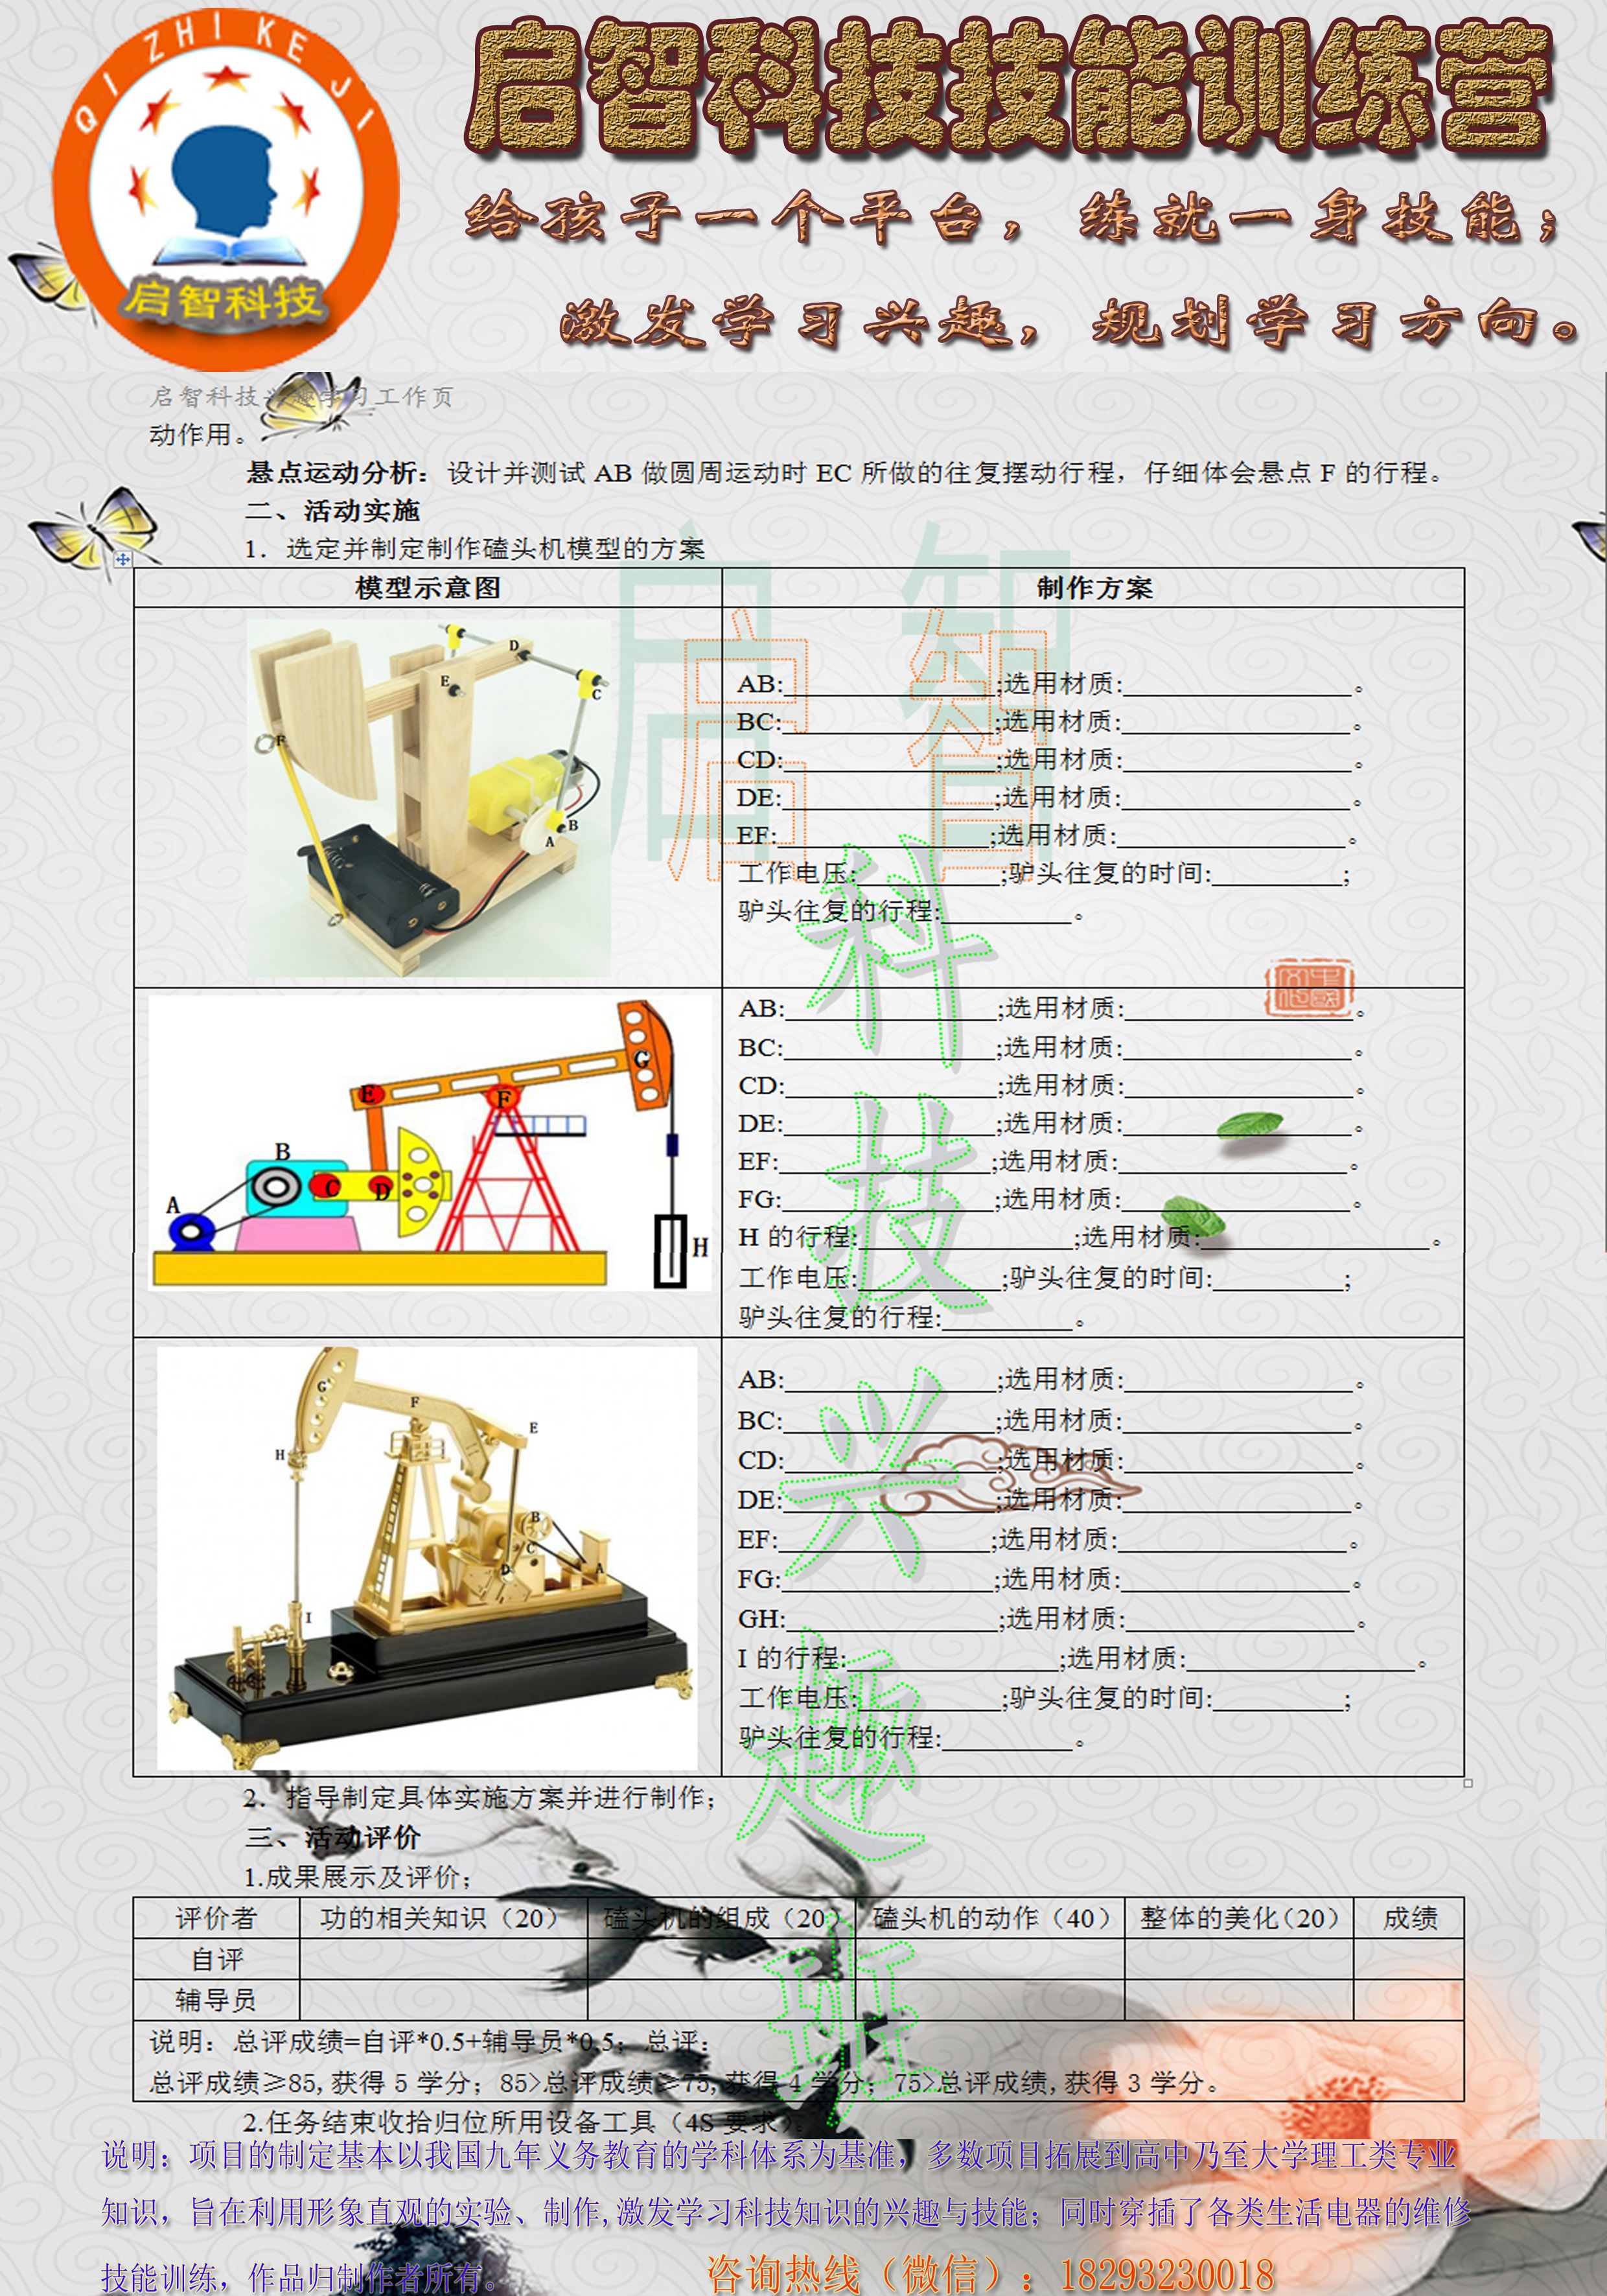 QI ZHI KE JI
启智科技
启智科技技能训练营
给孩子一个平台，练就一身技能；
激发学习兴趣，规划学习方向。
启智科技兴趣学习工作页
动作用。
悬点运动分析：设计并测试 AB 做圆周运动时 EC 所做的往复摆动行程，仔细体会悬点 F 的行程。
二、活动实施
1．选定并制定制作磕头机模型的方案
模型示意图 制作方案
D
E
C
F
B
A
AB:________;选用材质:________。
BC:________;选用材质:________。
CD:________;选用材质:________。
DE:________;选用材质:________。
EF:________;选用材质:________。
工作电压:________;驴头往复的时间:________;
驴头往复的行程:________。
G
E
F
B
C
D
A
H
AB:________;选用材质:________。
BC:________;选用材质:________。
CD:________;选用材质:________。
DE:________;选用材质:________。
EF:________;选用材质:________。
FG:________;选用材质:________。
H 的行程:________;选用材质:________。
工作电压:________;驴头往复的时间:________;
驴头往复的行程:________。
G
F
E
H
B
C
D
A
I
AB:________;选用材质:________。
BC:________;选用材质:________。
CD:________;选用材质:________。
DE:________;选用材质:________。
EF:________;选用材质:________。
FG:________;选用材质:________。
GH:________;选用材质:________。
I 的行程:________;选用材质:________。
工作电压:________;驴头往复的时间:________;
驴头往复的行程:________。
启智科技兴趣班
2．指导制定具体实施方案并进行制作；
三、活动评价
1.成果展示及评价；
评价者 功的相关知识（20） 磕头机的组成（20） 磕头机的动作（40） 整体的美化（20） 成绩
自评
辅导员
说明：总评成绩=自评*0.5+辅导员*0.5；总评：
总评成绩≥85,获得 5 学分；85>总评成绩≥75,获得 4 学分；75>总评成绩,获得 3 学分。
2.任务结束收拾归位所用设备工具（4S 要求）。
说明：项目的制定基本以我国九年义务教育的学科体系为基准，多数项目拓展到高中乃至大学理工类专业
知识，旨在利用形象直观的实验、制作,激发学习科技知识的兴趣与技能；同时穿插了各类生活电器的维修
技能训练，作品归制作者所有。
咨询热线（微信）：18293230018